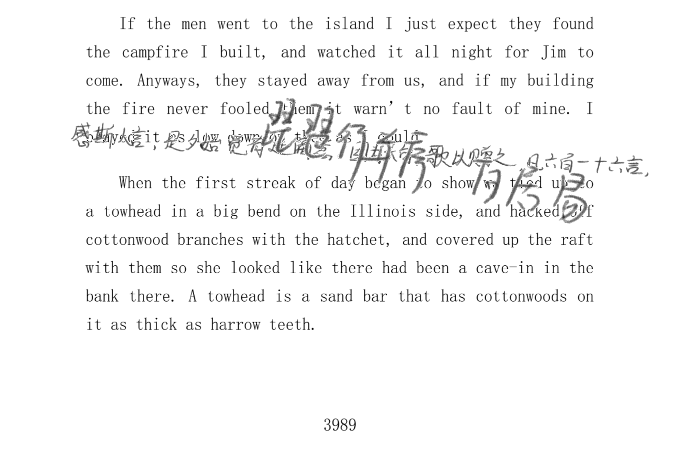 If the men went to the island I just expect they found
the campfire I built, and watched it all night for Jim to
come. Anyways, they stayed away from us, and if my building
the fire never fooled them it warn't no fault of mine. I
played it as low down on them as I could.
感斯人言，是夕始觉有迁谪意，因为长句，歌以赠之，凡六百一十六言，
When the first streak of day began to show we tied up to
a towhead in a big bend on the Illinois side, and hacked off
cottonwood branches with the hatchet, and covered up the raft
with them so she looked like there had been a cave-in in the
bank there. A towhead is a sand bar that has cottonwoods on
it as thick as harrow teeth.
3989